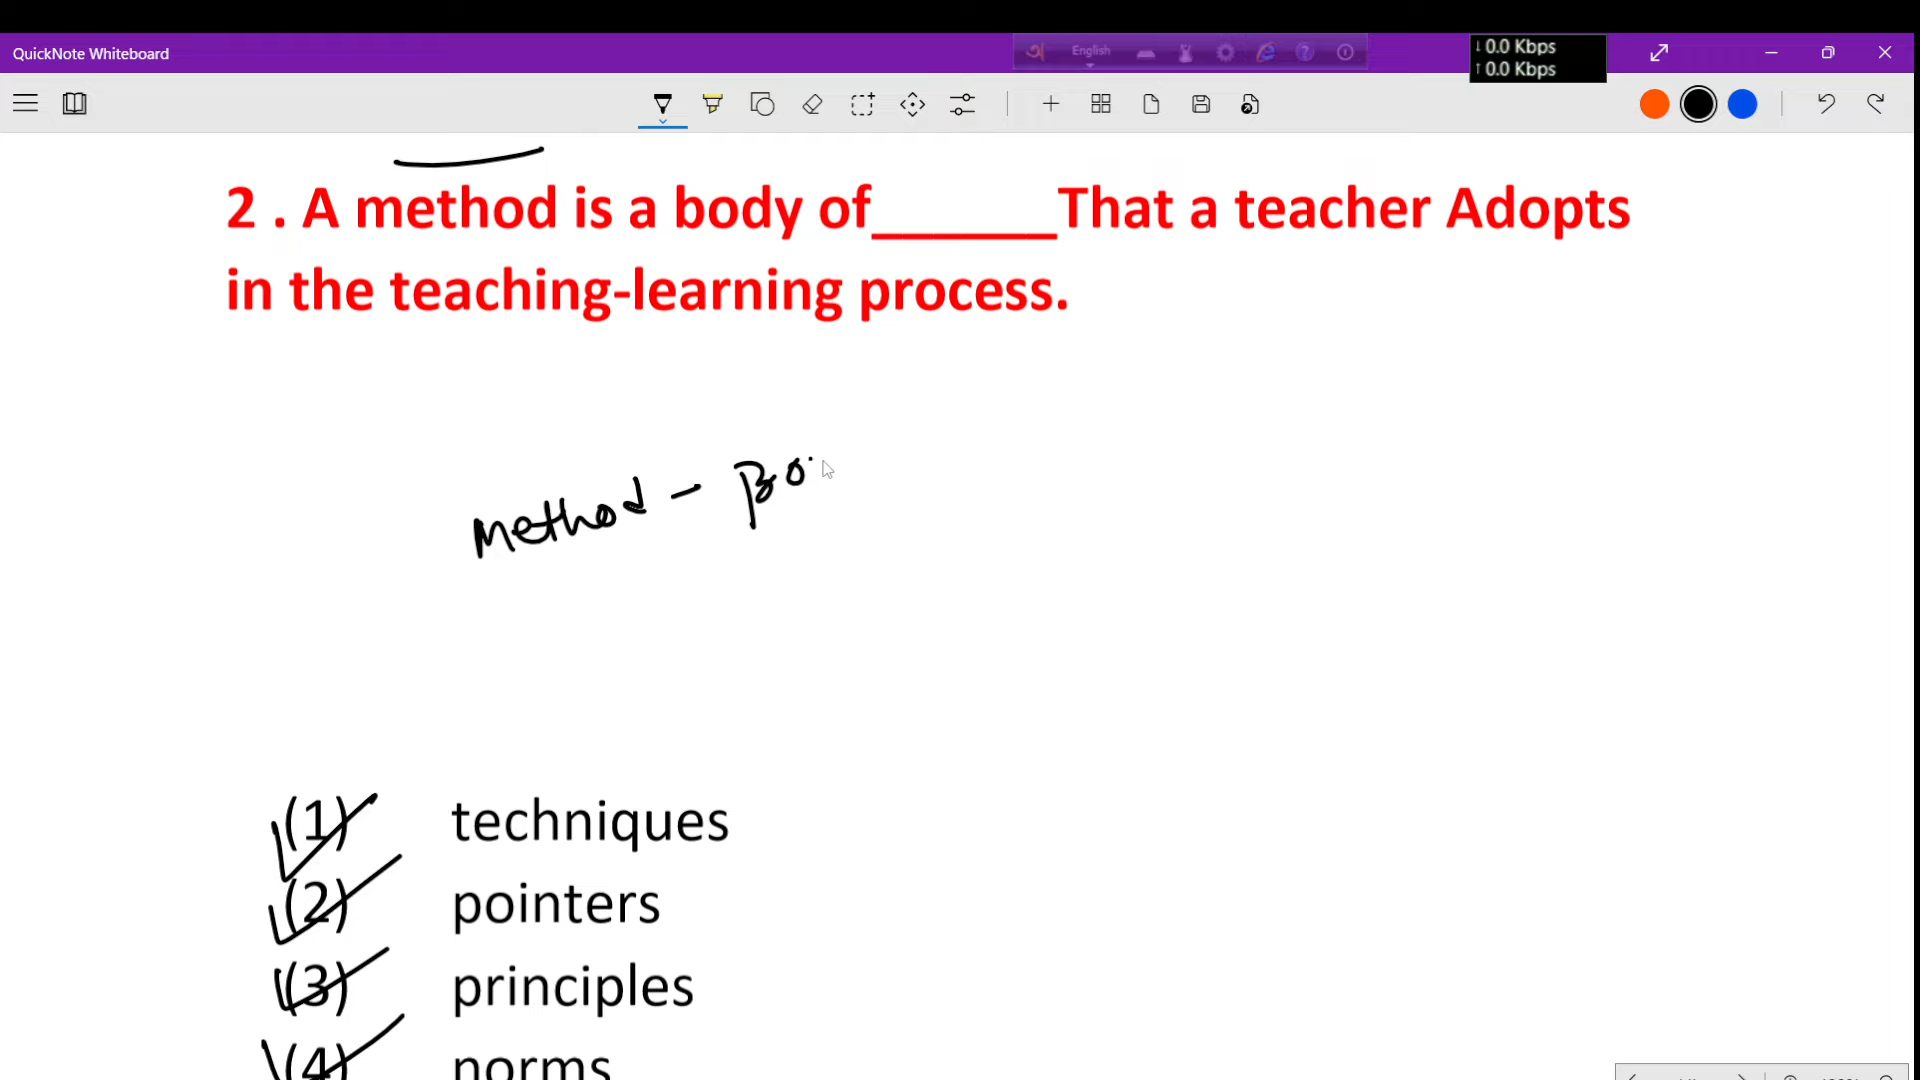 QuickNote Whiteboard
English
↓ 0.0 Kbps
↑ 0.0 Kbps
2 . A method is a body of______That a teacher Adopts
in the teaching-learning process.
Method - Bo
(1) techniques
(2) pointers
(3) principles
(4) norms